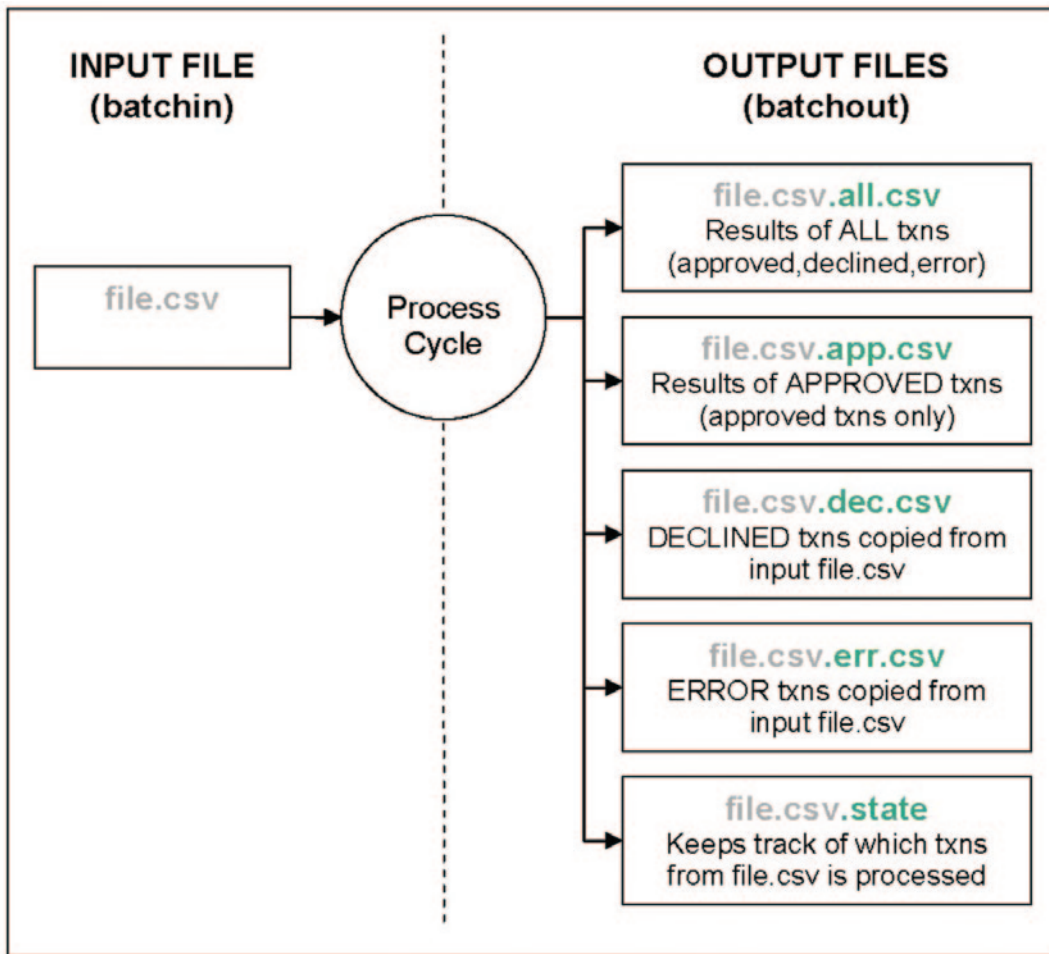 INPUT FILE
(batchin)
OUTPUT FILES
(batchout)
file.csv
Process
Cycle
file.csv.all.csv
Results of ALL txns
(approved,declined,error)
file.csv.app.csv
Results of APPROVED txns
(approved txns only)
file.csv.dec.csv
DECLINED txns copied from
input file.csv
file.csv.err.csv
ERROR txns copied from
input file.csv
file.csv.state
Keeps track of which txns
from file.csv is processed